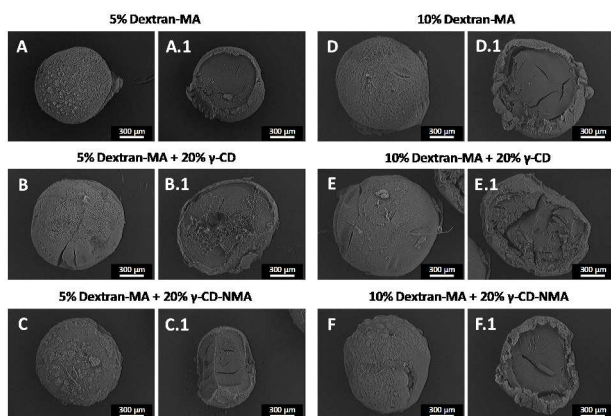 5% Dextran-MA
10% Dextran-MA
A
A.1
D
D.1
300 µm
300 µm
300 µm
300 µm
5% Dextran-MA + 20% γ-CD
10% Dextran-MA + 20% γ-CD
B
B.1
E
E.1
300 µm
300 µm
300 µm
300 µm
5% Dextran-MA + 20% γ-CD-NMA
10% Dextran-MA + 20% γ-CD-NMA
C
C.1
F
F.1
300 µm
300 µm
300 µm
300 µm